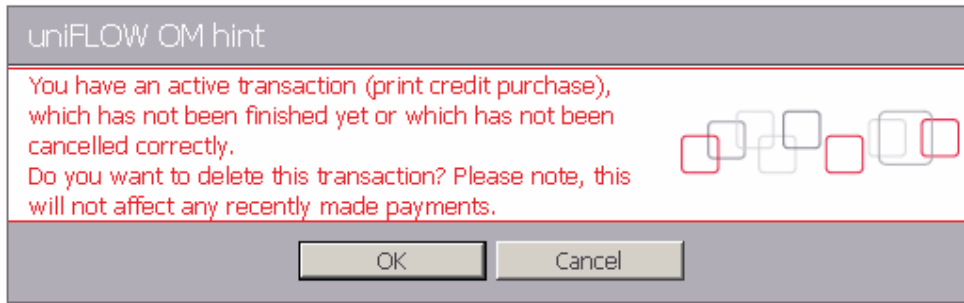 uniFLOW OM hint
You have an active transaction (print credit purchase),
which has not been finished yet or which has not been
cancelled correctly.
Do you want to delete this transaction? Please note, this
will not affect any recently made payments.
OK
Cancel